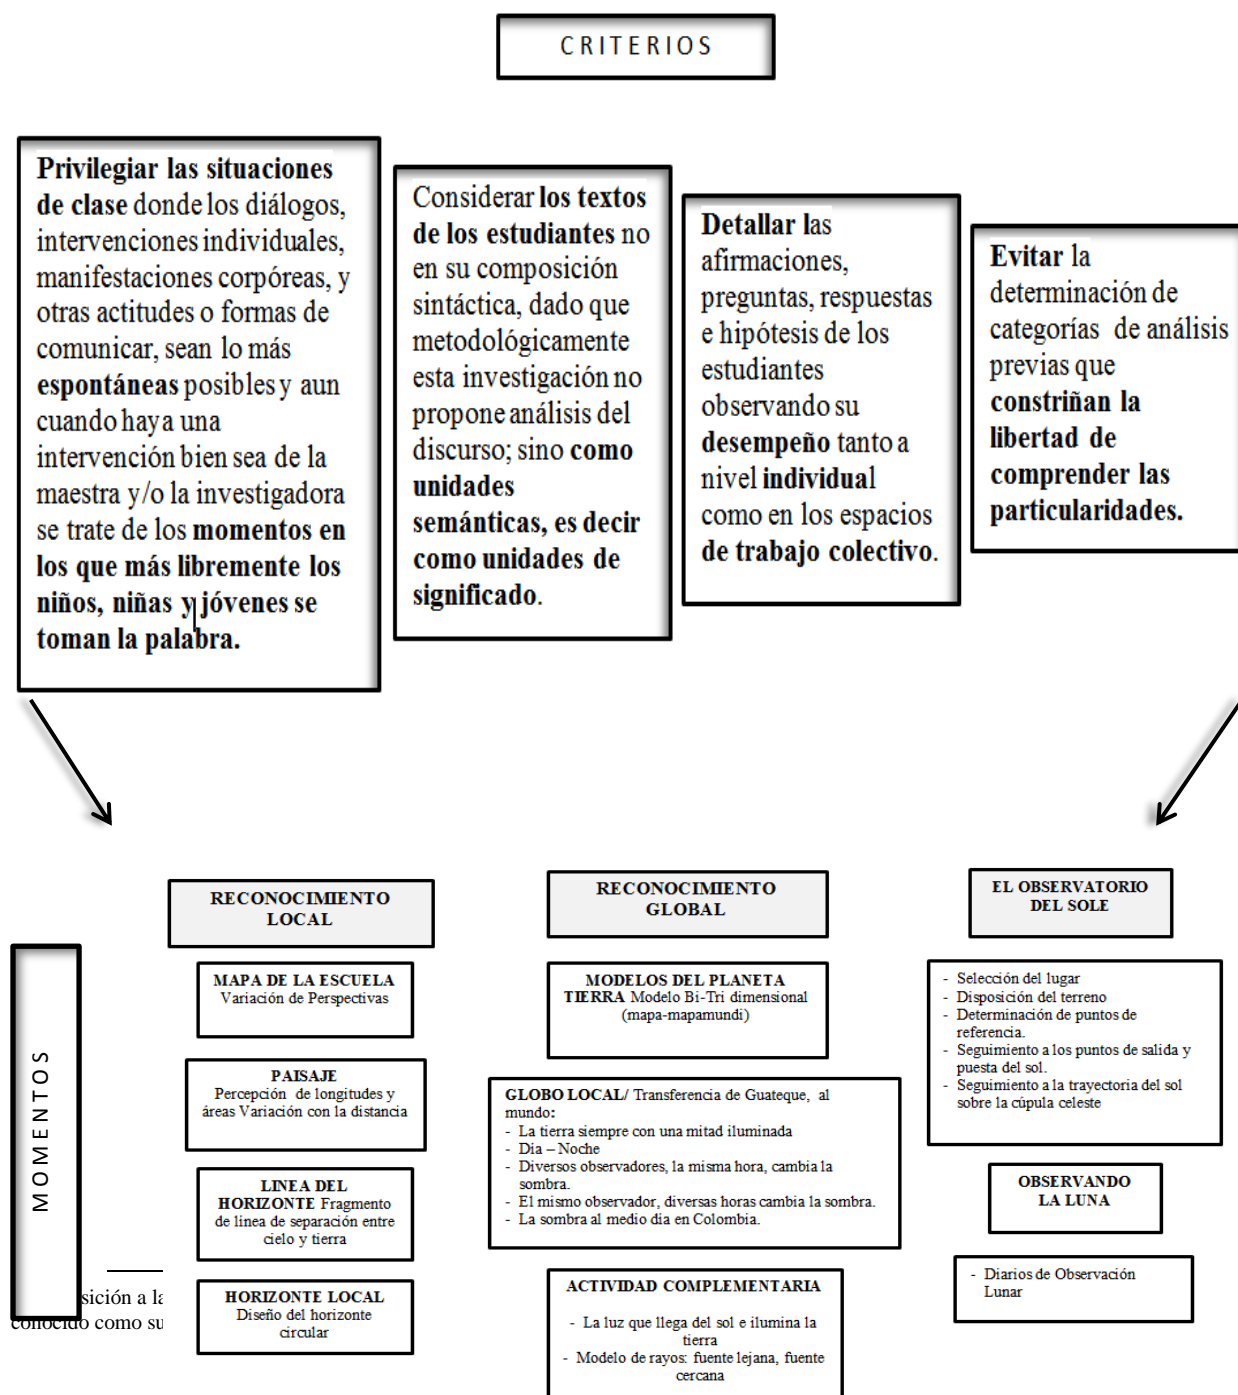 CRITERIOS
Privilegiar las situaciones
de clase donde los diálogos,
intervenciones individuales,
manifestaciones corpóreas, y
otras actitudes o formas de
comunicar, sean lo más
espontáneas posibles y aun
cuando haya una
intervención bien sea de la
maestra y/o la investigadora
se trate de los momentos en
los que más libremente los
niños, niñas y jóvenes se
toman la palabra.
Considerar los textos
de los estudiantes no
en su composición
sintáctica, dado que
metodológicamente
esta investigación no
propone análisis del
discurso; sino como
unidades
semánticas, es decir
como unidades de
significado.
Detallar las
afirmaciones,
preguntas, respuestas
e hipótesis de los
estudiantes
observando su
desempeño tanto a
nivel individual
como en los espacios
de trabajo colectivo.
Evitar la
determinación de
categorías de análisis
previas que
constriñan la
libertad de
comprender las
particularidades.
MOMENTOS
RECONOCIMIENTO
LOCAL
MAPA DE LA ESCUELA
Variación de Perspectivas
PAISAJE
Percepción de longitudes y
áreas Variación con la distancia
LINEA DEL
HORIZONTE Fragmento
de linea de separación entre
cielo y tierra
HORIZONTE LOCAL
Diseño del horizonte
circular
RECONOCIMIENTO
GLOBAL
MODELOS DEL PLANETA
TIERRA Modelo Bi-Tri dimensional
(mapa-mapamundi)
GLOBO LOCAL/ Transferencia de Guateque, al
mundo:
- La tierra siempre con una mitad iluminada
- Dia – Noche
- Diversos observadores, la misma hora, cambia la
sombra.
- El mismo observador, diversas horas cambia la sombra.
- La sombra al medio dia en Colombia.
ACTIVIDAD COMPLEMENTARIA
- La luz que llega del sol e ilumina la
tierra
- Modelo de rayos: fuente lejana, fuente
cercana
EL OBSERVATORIO
DEL SOLE
- Selección del lugar
- Disposición del terreno
- Determinación de puntos de
referencia.
- Seguimiento a los puntos de salida y
puesta del sol.
- Seguimiento a la trayectoria del sol
sobre la cúpula celeste
OBSERVANDO
LA LUNA
- Diarios de Observación
Lunar
sición a la
conocido como su